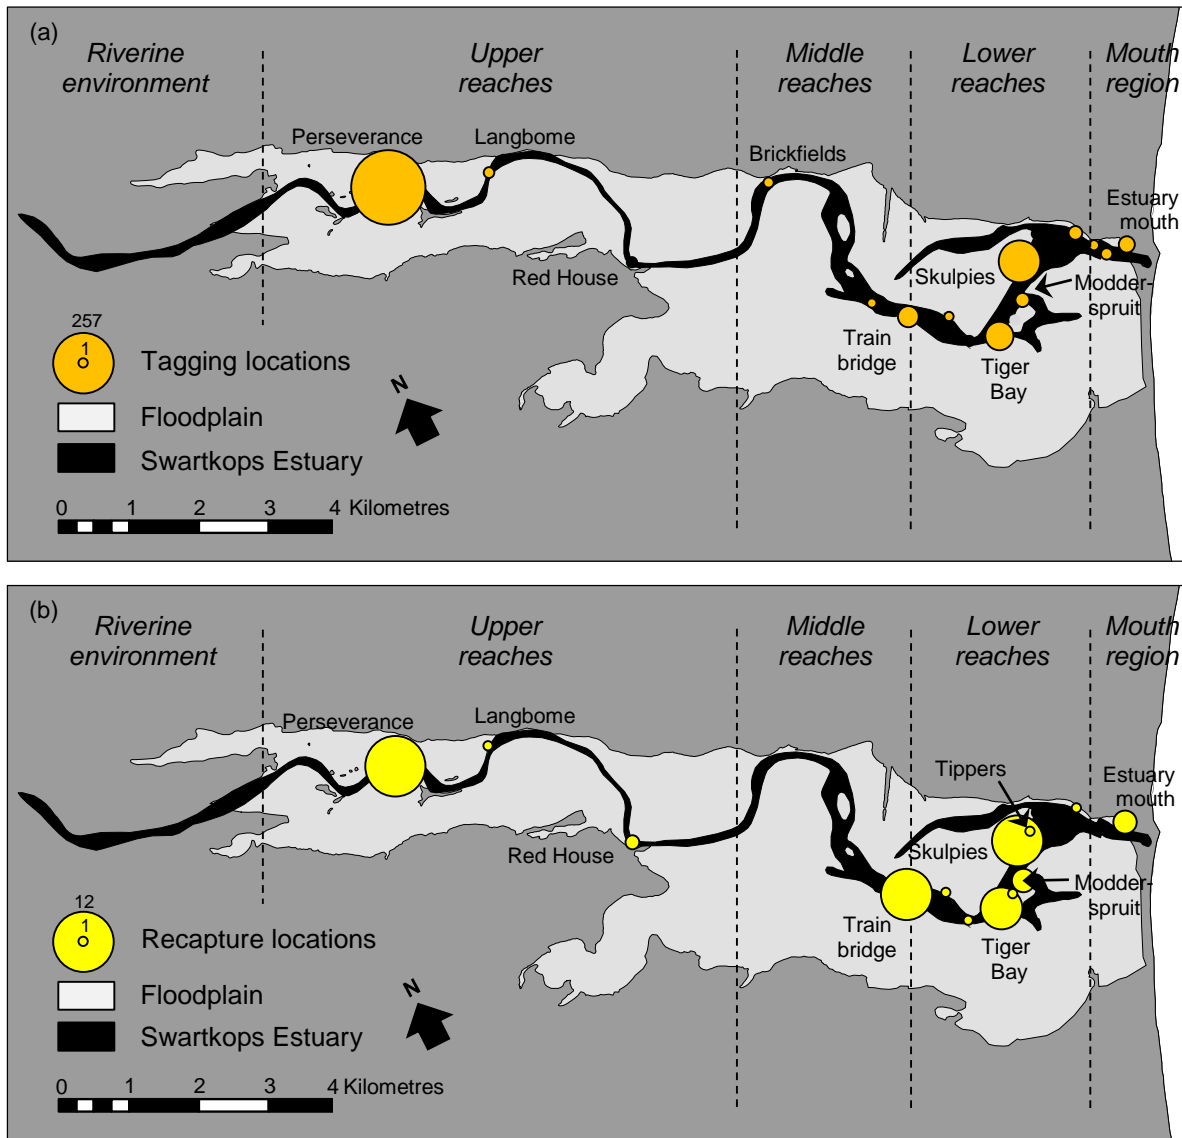 (a)
Riverine
environment
Upper
reaches
Middle
reaches
Lower
reaches
Mouth
region
Perseverance
Langbome
Brickfields
Estuary
mouth
Red House
Skulpies
Modder-
spruit
Train
bridge
Tiger
Bay
257
1
Tagging locations
Floodplain
Swartkops Estuary
N
0 1 2 3 4 Kilometres
(b)
Riverine
environment
Upper
reaches
Middle
reaches
Lower
reaches
Mouth
region
Perseverance
Langbome
Tippers
Estuary
mouth
Red House
Skulpies
Modder-
spruit
Train
bridge
Tiger
Bay
12
1
Recapture locations
Floodplain
Swartkops Estuary
N
0 1 2 3 4 Kilometres